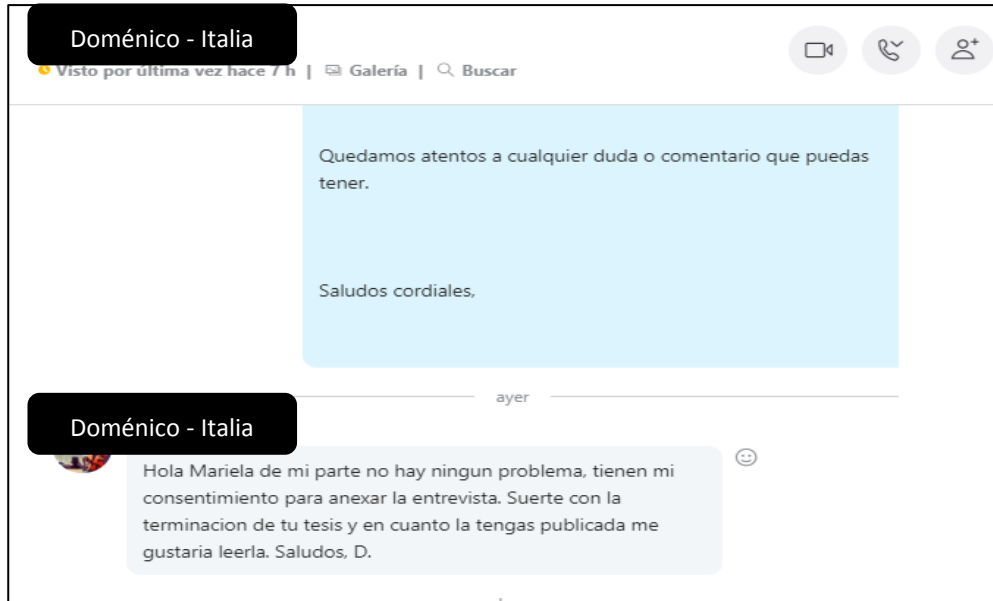 Doménico - Italia
Visto por última vez hace 7 h | Galería | Buscar
Quedamos atentos a cualquier duda o comentario que puedas
tener.
Saludos cordiales,
ayer
Doménico - Italia
Hola Mariela de mi parte no hay ningun problema, tienen mi
consentimiento para anexar la entrevista. Suerte con la
terminacion de tu tesis y en cuanto la tengas publicada me
gustaria leerla. Saludos, D.